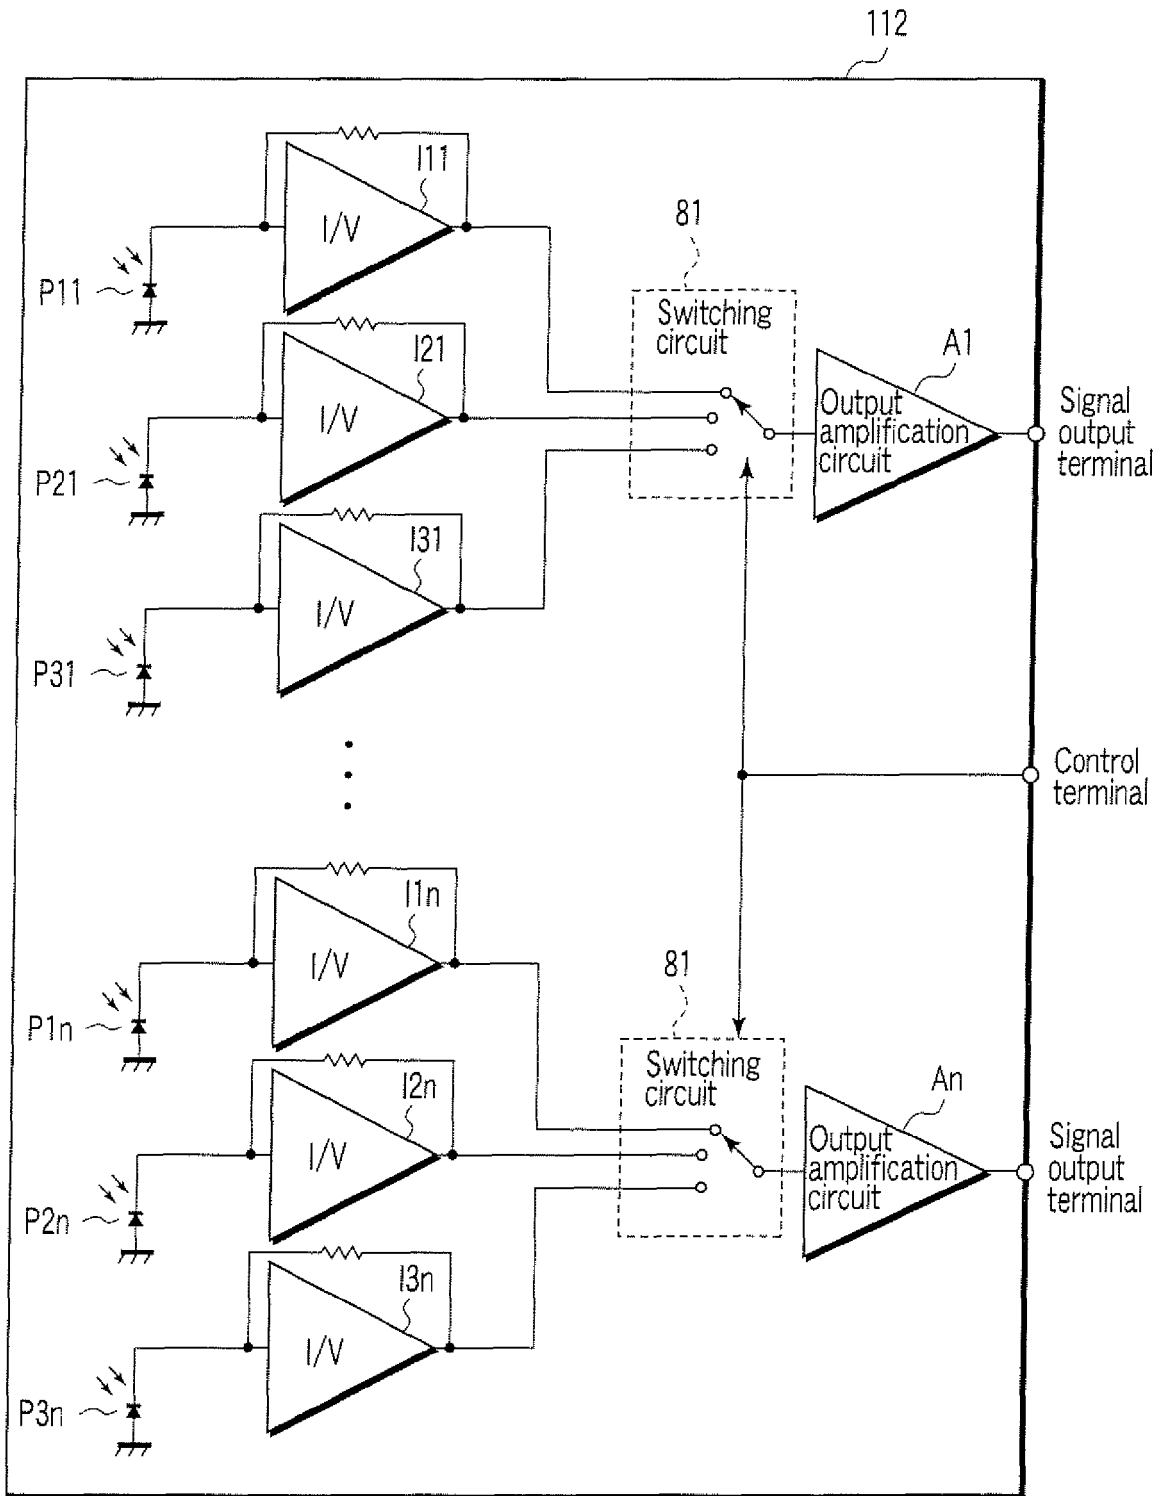 112
I11
I/V
P11
81
Switching
circuit
I21
I/V
P21
A1
Output
amplification
circuit
Signal
output
terminal
I31
I/V
P31
Control
terminal
I1n
I/V
P1n
81
Switching
circuit
I2n
I/V
P2n
An
Output
amplification
circuit
Signal
output
terminal
I3n
I/V
P3n